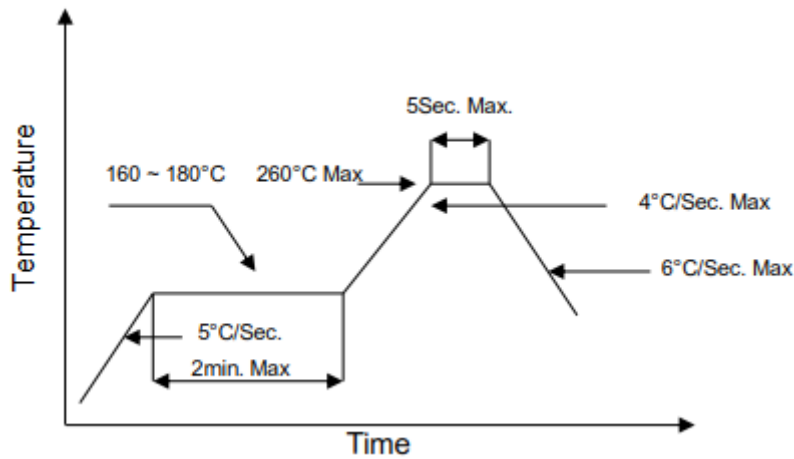 5Sec. Max.
160 ~ 180°C
260°C Max
4°C/Sec. Max
6°C/Sec. Max
5°C/Sec.
2min. Max
Temperature
Time